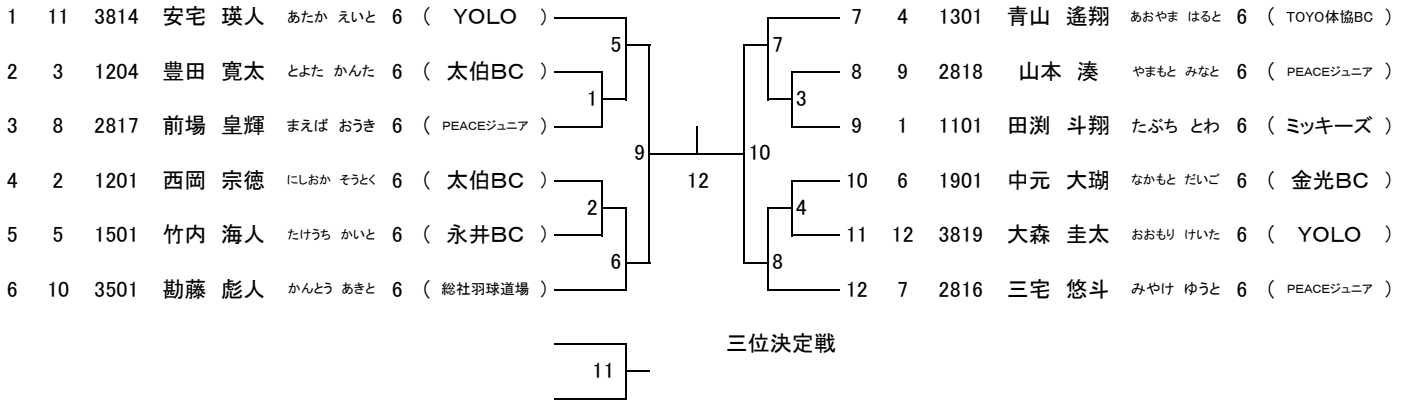 1 11 3814 安宅 瑛人 あたか えいと 6 ( YOLO ) 7 4 1301 青山 遙翔 あおやま はると 6 ( TOYO体協BC )
5 7
2 3 1204 豊田 寛太 とよた かんた 6 ( 太伯BC ) 8 9 2818 山本 湊 やまもと みなと 6 ( PEACEジュニア )
1 3
3 8 2817 前場 皇輝 まえば おうき 6 ( PEACEジュニア ) 9 1 1101 田渕 斗翔 たぶち とわ 6 ( ミッキーズ )
9 10
4 2 1201 西岡 宗徳 にしおか そうとく 6 ( 太伯BC ) 12 10 6 1901 中元 大瑚 なかもと だいご 6 ( 金光BC )
2 4
5 5 1501 竹内 海人 たけうち かいと 6 ( 永井BC ) 11 12 3819 大森 圭太 おおもり けいた 6 ( YOLO )
6 8
6 10 3501 勘藤 彪人 かんとう あきと 6 ( 総社羽球道場 ) 12 7 2816 三宅 悠斗 みやけ ゆうと 6 ( PEACEジュニア )
三位決定戦
11